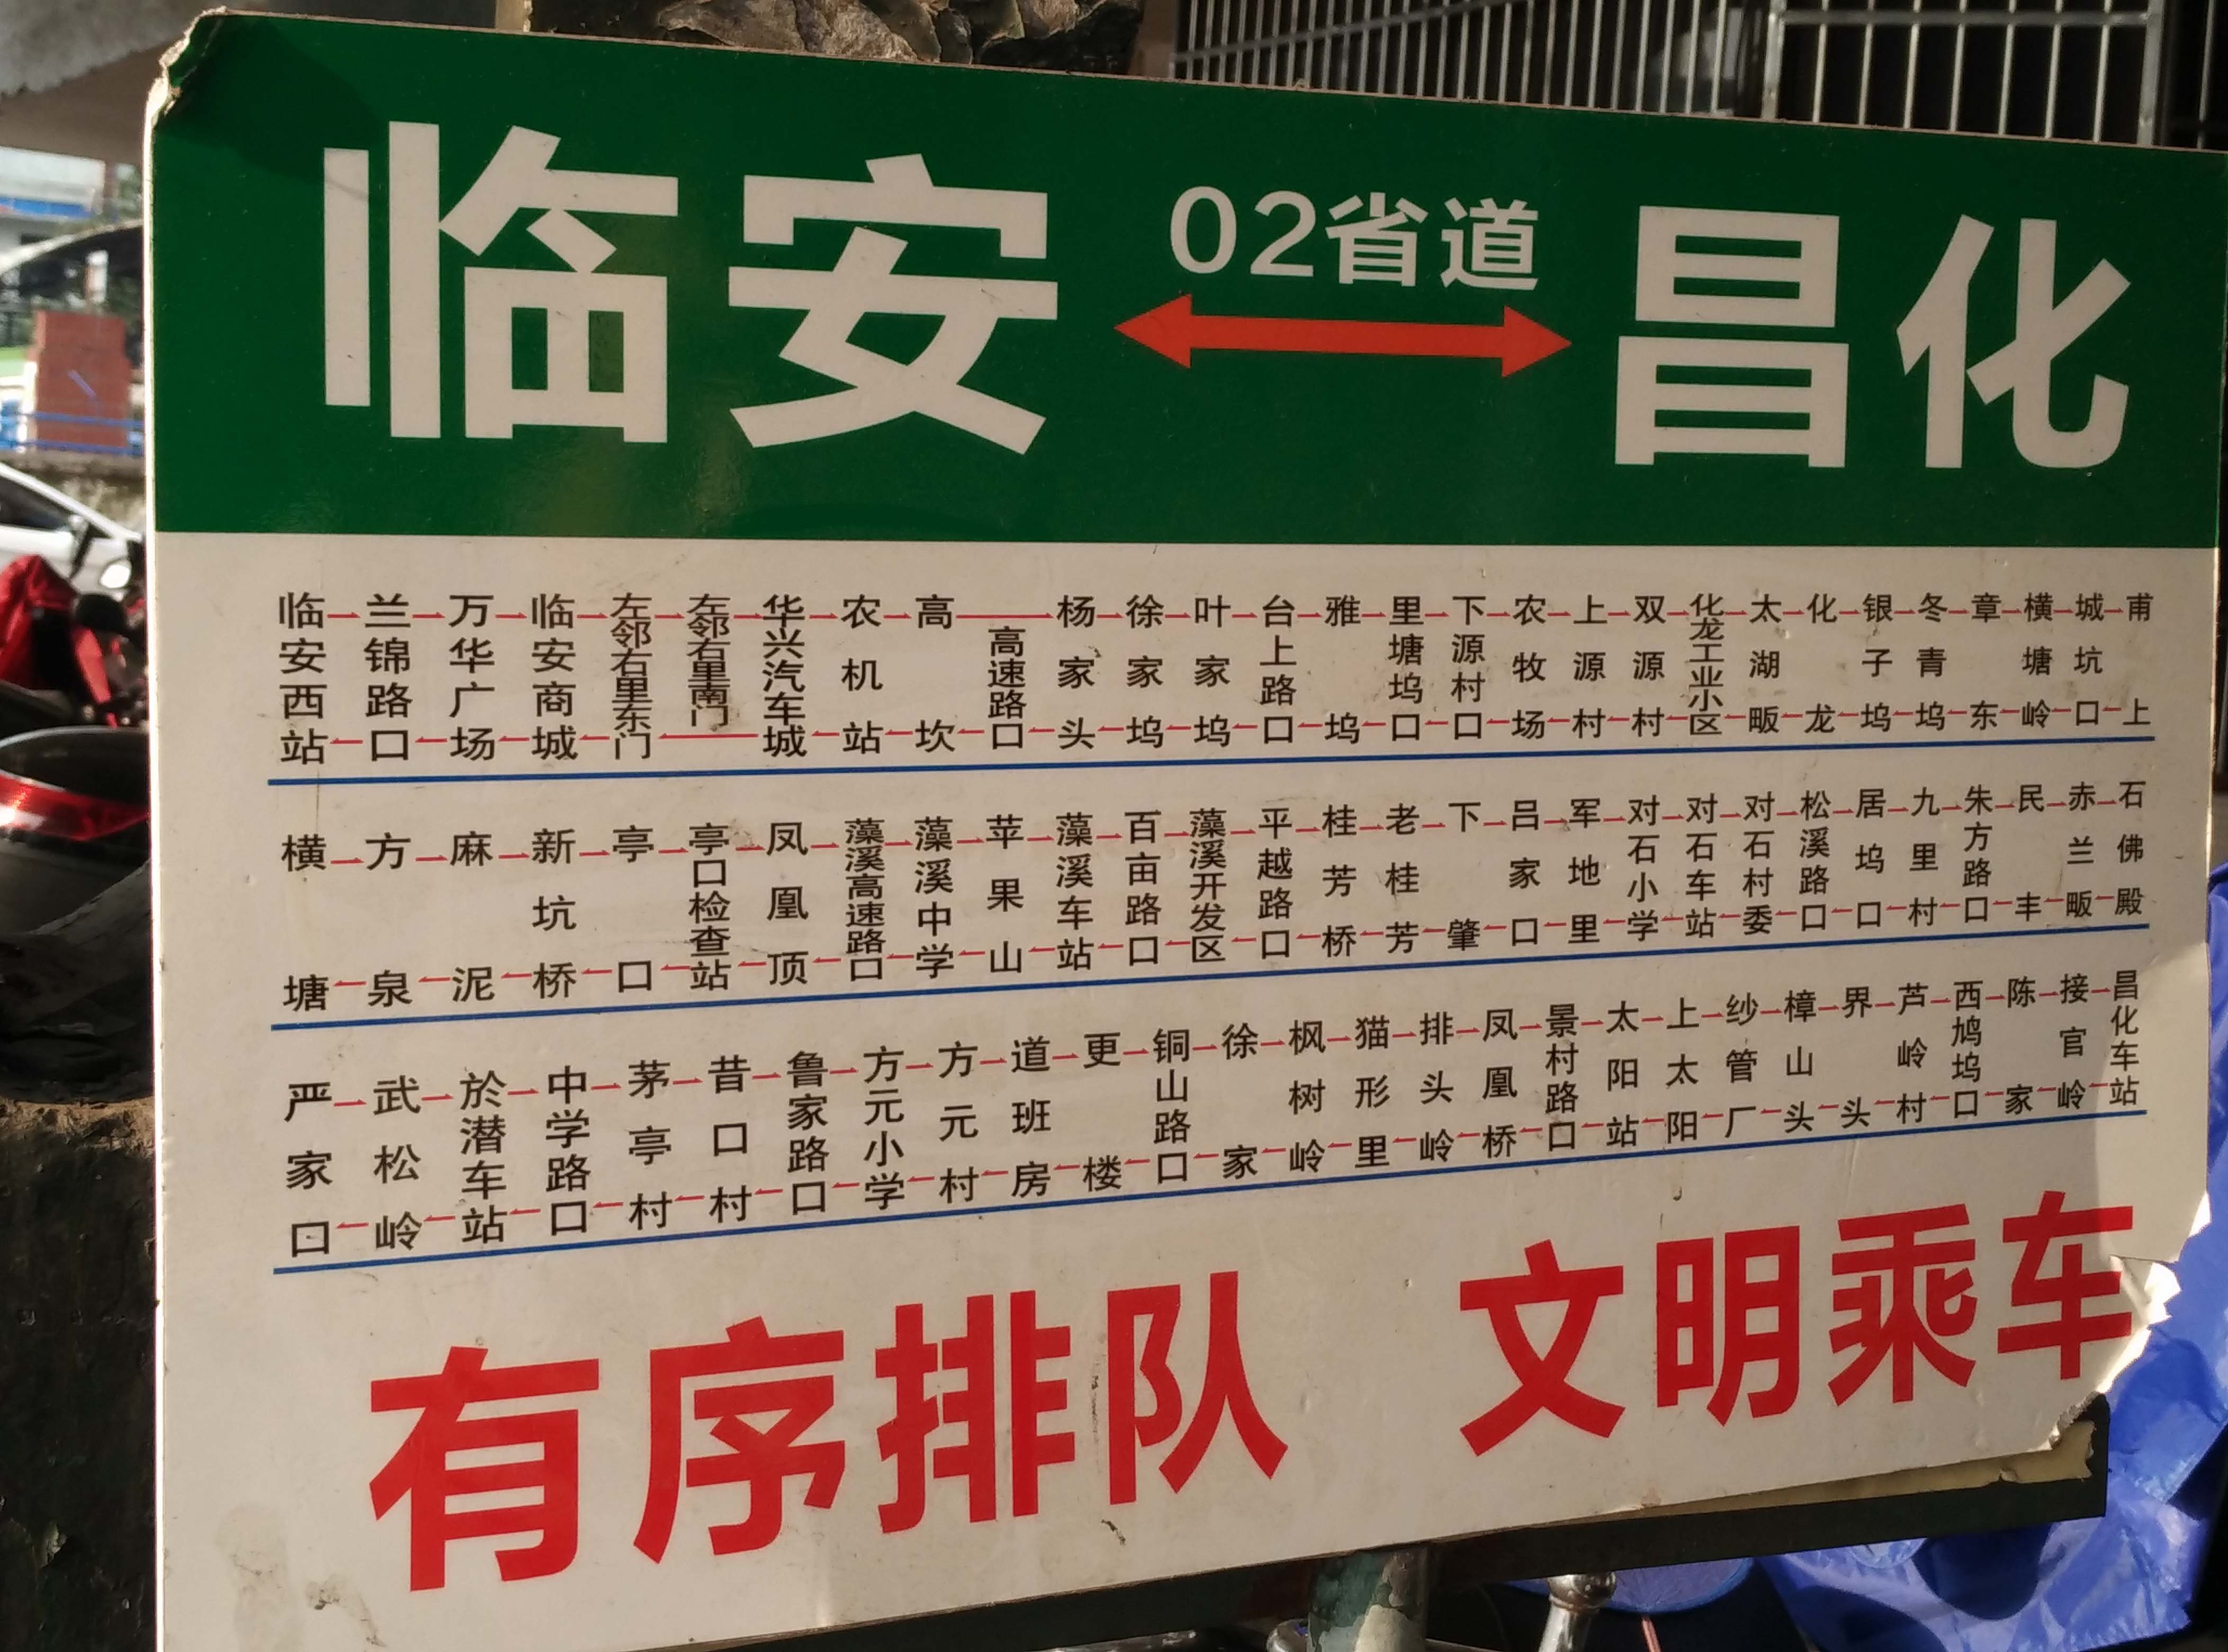 临安 02省道 昌化
临安西站 兰锦路口 万华广场 临安商城 左邻右里东门 左邻右里南门 华兴汽车城 农机站 高坎 高速路口 杨家头 徐家坞 叶家坞 台上路口 雅坞 里塘坞口 下源村口 农牧场 上源村 双源村 化龙工业小区 太湖畈 化龙 银子坞 冬青坞 章东 横塘岭 城坑口 甫上
横塘 方泉 麻泥 新坑桥 亭口 亭口检查站 凤凰顶 藻溪高速路口 藻溪中学 苹果山 藻溪车站 百亩路口 藻溪开发区 平越路口 桂芳桥 老桂芳 下肇 吕家口 军地里 对石小学 对石车站 对石村委 松溪路口 居坞口 九里村 朱方路口 民丰 赤兰畈 石佛殿
严家口 武松岭 於潜车站 中学路口 茅亭村 昔口村 鲁家路口 方元小学 方元村 道班房 更楼 铜山路口 徐家 枫树岭 猫形里 排头岭 凤凰桥 景村路口 太阳站 上太阳 纱管厂 樟山头 界头 芦岭村 西鸠坞口 陈家 接官岭 昌化车站
有序排队 文明乘车